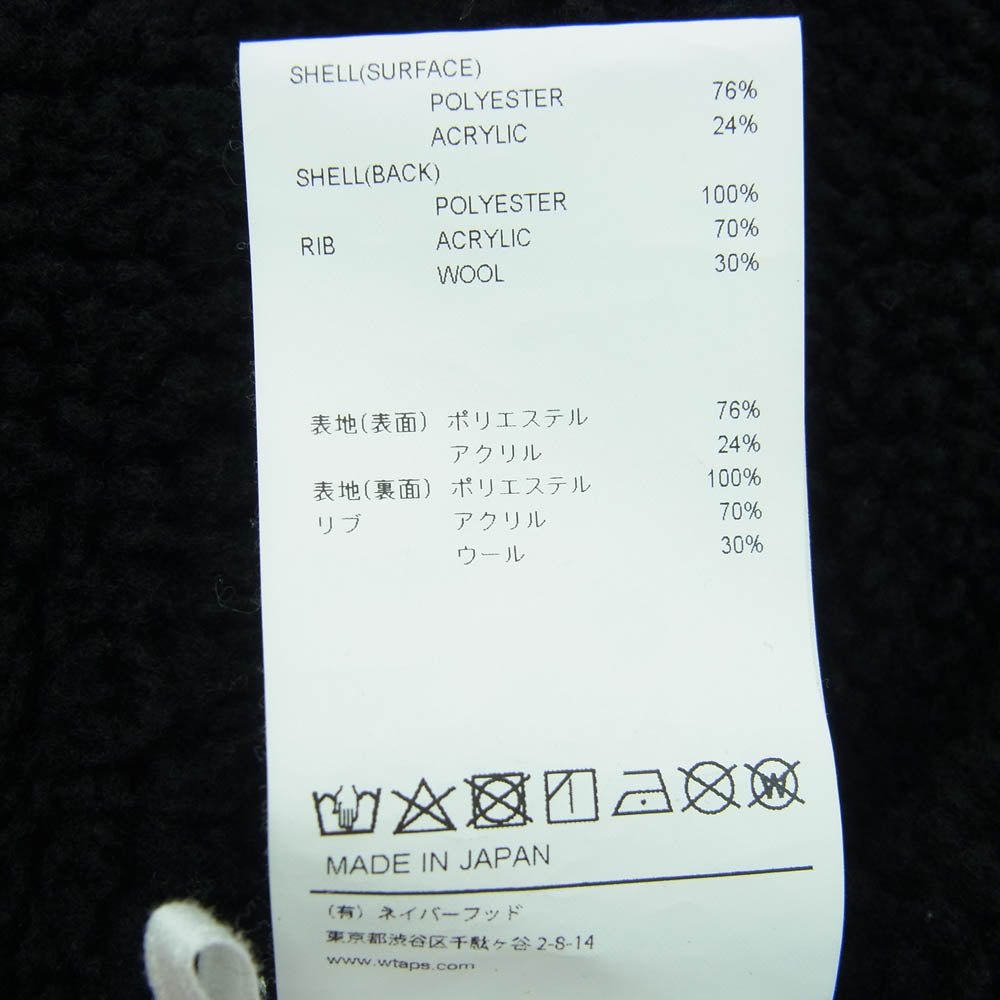 SHELL(SURFACE)
POLYESTER 76%
ACRYLIC 24%
SHELL(BACK)
POLYESTER 100%
RIB ACRYLIC 70%
WOOL 30%
表地(表面) ポリエステル 76%
アクリル 24%
表地(裏面) ポリエステル 100%
リブ アクリル 70%
ウール 30%
W
MADE IN JAPAN
(有) ネイバーフッド
東京都渋谷区千駄ヶ谷 2-8-14
www.wtaps.com